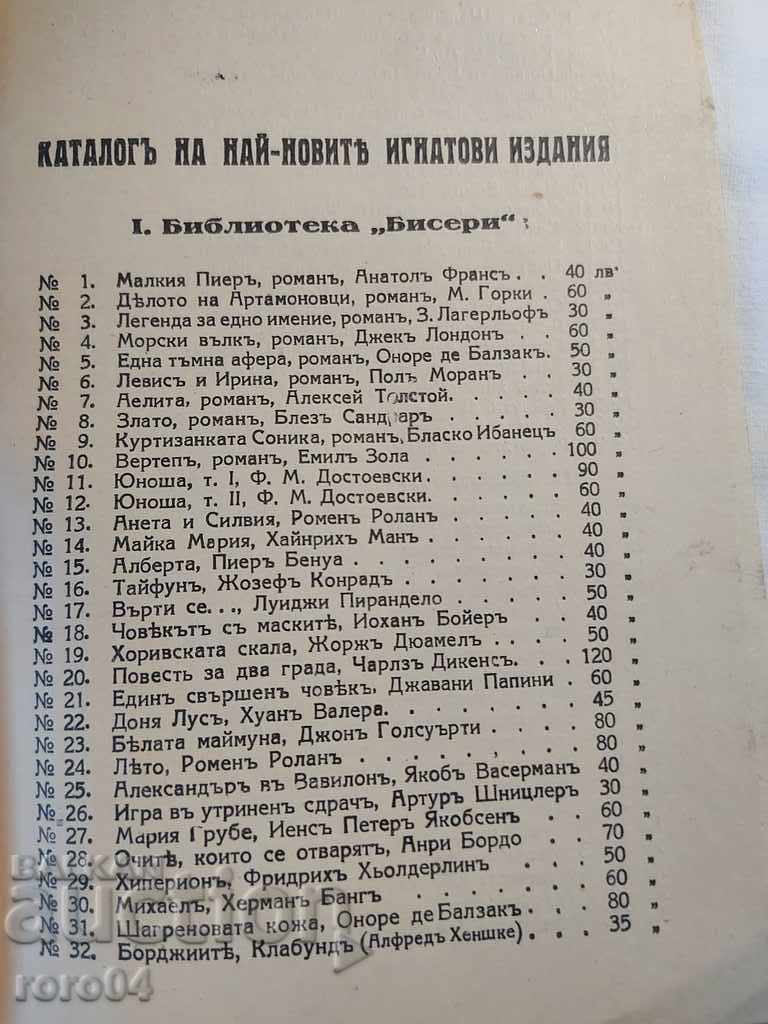 КАТАЛОГЪ НА НАЙ-НОВИТѢ ИГНАТОВИ ИЗДАНИЯ
I. Библиотека „Бисери“:
№ 1. Малкия Пиеръ, романъ, Анатолъ Франсъ . . 40 лв.
№ 2. Дѣлото на Артамоновци, романъ, М. Горки . 60 „
№ 3. Легенда за едно имение, романъ, З. Лагерльофъ 30 „
№ 4. Морски вълкъ, романъ, Джекъ Лондонъ . . 60 „
№ 5. Една тъмна афера, романъ, Оноре де Балзакъ. 50 „
№ 6. Левисъ и Ирина, романъ, Полъ Моранъ . . 30 „
№ 7. Аелита, романъ, Алексей Толстой. . . . . 40 „
№ 8. Злато, романъ, Блезъ Сандраръ . . . . . 30 „
№ 9. Куртизанката Соника, романъ, Бласко Ибанецъ 60 „
№ 10. Вертепъ, романъ, Емилъ Зола . . . . . . 100 „
№ 11. Юноша, т. I, Ф. М. Достоевски. . . . . . 90 „
№ 12. Юноша, т. II, Ф. М. Достоевски. . . . . . 60 „
№ 13. Анета и Силвия, Роменъ Роланъ . . . . . 40 „
№ 14. Майка Мария, Хайнрихъ Манъ . . . . . . 40 „
№ 15. Алберта, Пиеръ Бенуа . . . . . . . . 40 „
№ 16. Тайфунъ, Жозефъ Конрадъ . . . . . . . 30 „
№ 17. Върти се..., Луиджи Пирандело . . . . . 50 „
№ 18. Човѣкътъ съ маскитѣ, Иоханъ Бойеръ . . 40 „
№ 19. Хоривската скала, Жоржъ Дюамелъ . . . . 50 „
№ 20. Повесть за два града, Чарлзъ Дикенсъ. . . 120 „
№ 21. Единъ свършенъ човѣкъ, Джавани Папини . 60 „
№ 22. Доня Лусъ, Хуанъ Валера. . . . . . . . 45 „
№ 23. Бѣлата маймуна, Джонъ Голсуърти . . . . 80 „
№ 24. Лѣто, Роменъ Роланъ . . . . . . . . . 80 „
№ 25. Александъръ въ Вавилонъ, Якобъ Васерманъ 40 „
№ 26. Игра въ утриненъ сдрачъ, Артуръ Шницлеръ 30 „
№ 27. Мария Грубе, Иенсъ Петеръ Якобсенъ . . 60 „
№ 28. Очитѣ, които се отварятъ, Анри Бордо . . 70 „
№ 29. Хиперионъ, Фридрихъ Хьолдерлинъ . . . . 50 „
№ 30. Михаелъ, Херманъ Бангъ . . . . . . . 60 „
№ 31. Шагреновата кожа, Оноре де Балзакъ. . . 80 „
№ 32. Борджиитѣ, Клабундъ (Алфредъ Хеншке) . . . 35 „
БАЛКАН
auction
roro04